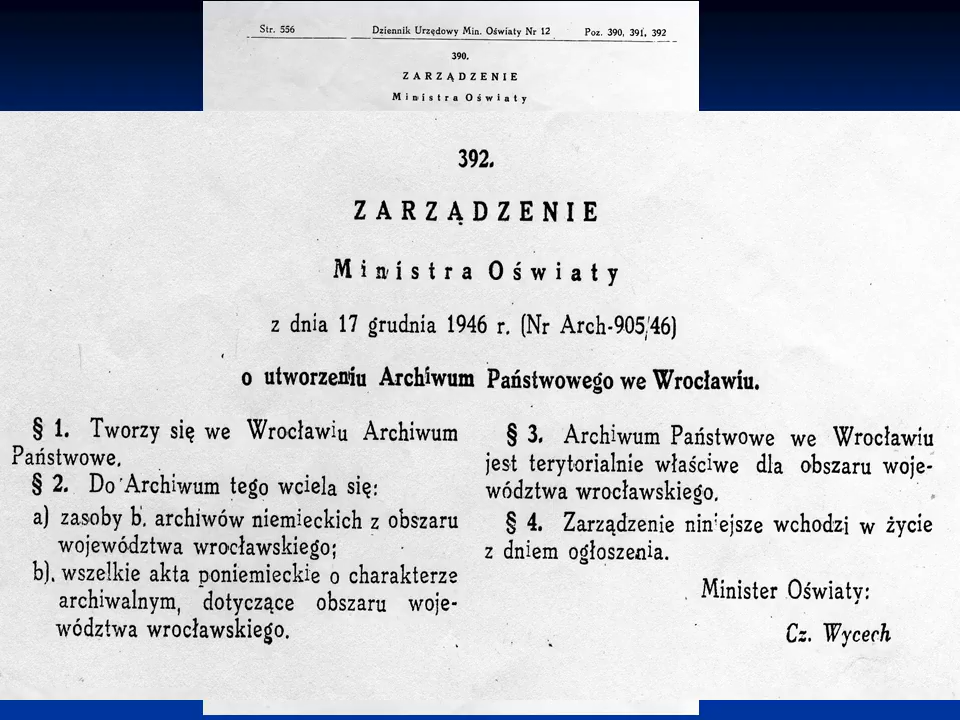 Str. 556 Dziennik Urzędowy Min. Oświaty Nr 12 Poz. 390, 391, 392
390.
ZARZĄDZENIE
Ministra Oświaty
392.
ZARZĄDZENIE
Ministra Oświaty
z dnia 17 grudnia 1946 r. (Nr Arch-905/46)
o utworzeniu Archiwum Państwowego we Wrocławiu.
§ 1. Tworzy się we Wrocławiu Archiwum
Państwowe.
§ 2. Do Archiwum tego wciela się:
a) zasoby b. archiwów niemieckich z obszaru
województwa wrocławskiego;
b). wszelkie akta poniemieckie o charakterze
archiwalnym, dotyczące obszaru woje-
wództwa wrocławskiego.
§ 3. Archiwum Państwowe we Wrocławiu
jest terytorialnie właściwe dla obszaru woje-
wództwa wrocławskiego.
§ 4. Zarządzenie niniejsze wchodzi w życie
z dniem ogłoszenia.
Minister Oświaty:
Cz. Wycech